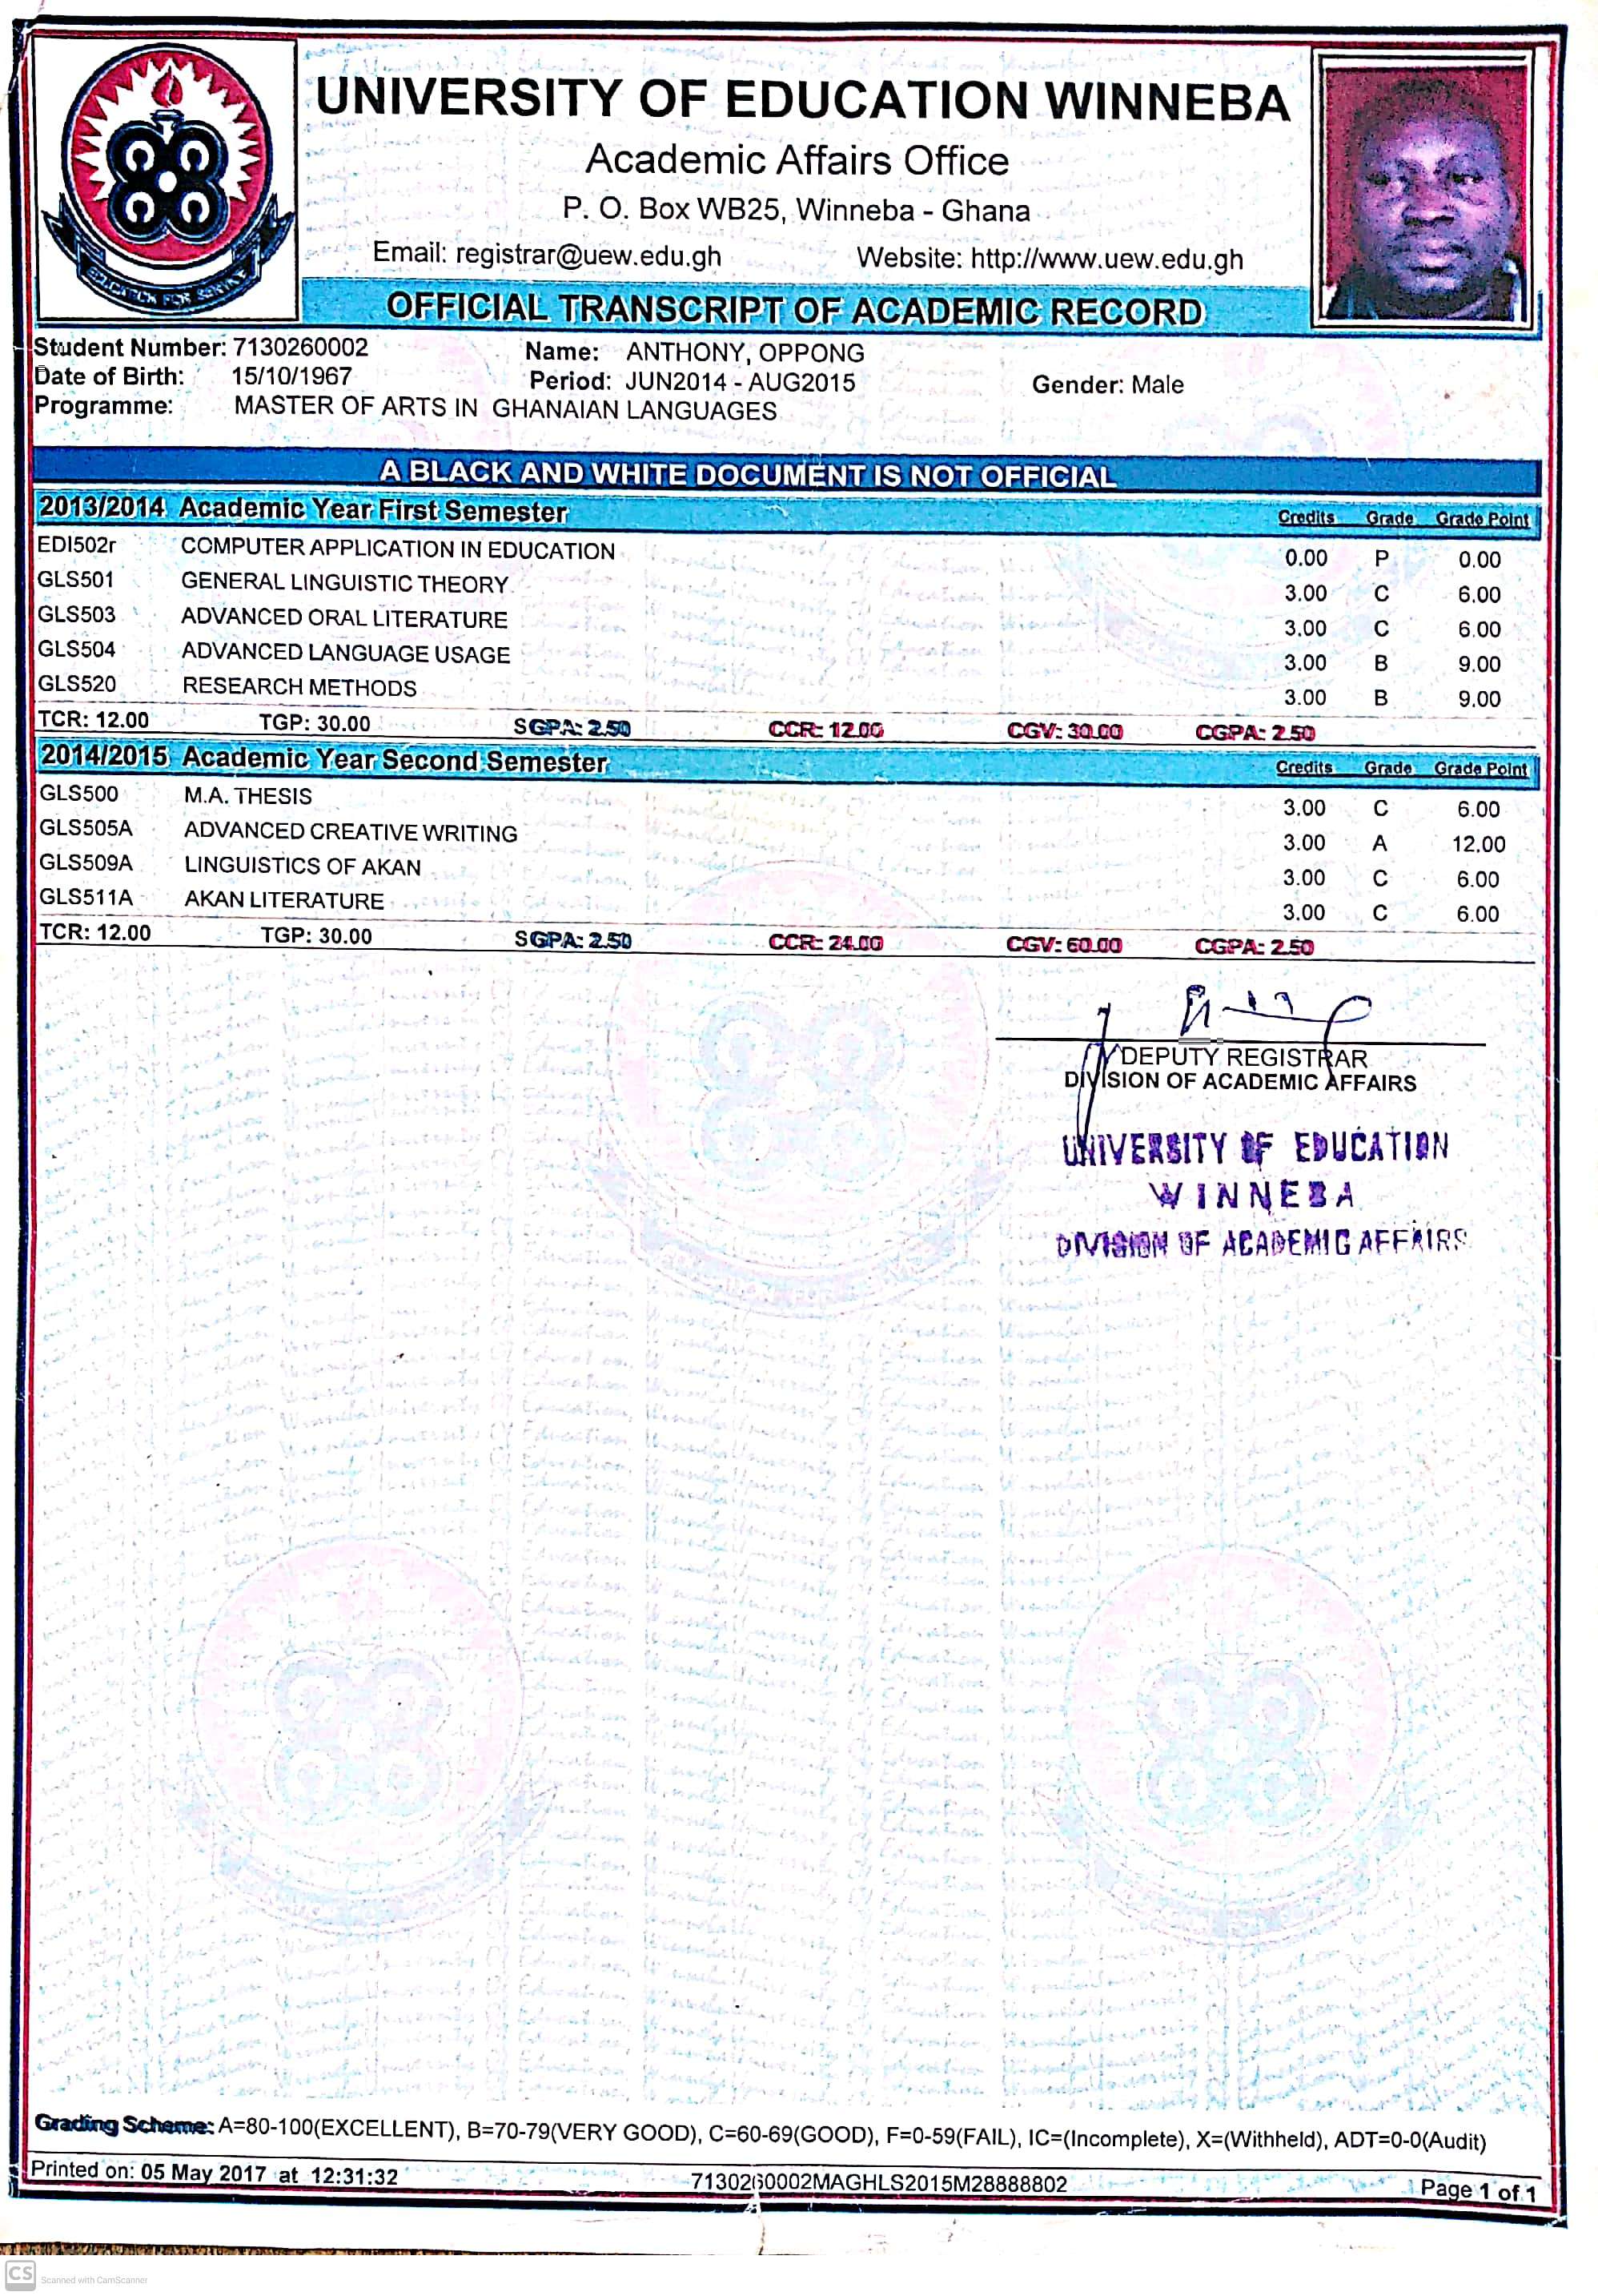 UNIVERSITY OF EDUCATION WINNEBA
Academic Affairs Office
P. O. Box WB25, Winneba - Ghana
Email: registrar@uew.edu.gh Website: http://www.uew.edu.gh
EDUCATION FOR SERVICE
OFFICIAL TRANSCRIPT OF ACADEMIC RECORD
Student Number: 7130260002 Name: ANTHONY, OPPONG
Date of Birth: 15/10/1967 Period: JUN2014 - AUG2015 Gender: Male
Programme: MASTER OF ARTS IN GHANAIAN LANGUAGES
A BLACK AND WHITE DOCUMENT IS NOT OFFICIAL
2013/2014 Academic Year First Semester Credits Grade Grade Point
EDI502r COMPUTER APPLICATION IN EDUCATION 0.00 P 0.00
GLS501 GENERAL LINGUISTIC THEORY 3.00 C 6.00
GLS503 ADVANCED ORAL LITERATURE 3.00 C 6.00
GLS504 ADVANCED LANGUAGE USAGE 3.00 B 9.00
GLS520 RESEARCH METHODS 3.00 B 9.00
TCR: 12.00 TGP: 30.00 SGPA: 2.50 CCR: 12.00 CGV: 30.00 CGPA: 2.50
2014/2015 Academic Year Second Semester Credits Grade Grade Point
GLS500 M.A. THESIS 3.00 C 6.00
GLS505A ADVANCED CREATIVE WRITING 3.00 A 12.00
GLS509A LINGUISTICS OF AKAN 3.00 C 6.00
GLS511A AKAN LITERATURE 3.00 C 6.00
TCR: 12.00 TGP: 30.00 SGPA: 2.50 CCR: 24.00 CGV: 60.00 CGPA: 2.50
DEPUTY REGISTRAR
DIVISION OF ACADEMIC AFFAIRS
UNIVERSITY OF EDUCATION
WINNEBA
DIVISION OF ACADEMIC AFFAIRS
Grading Scheme: A=80-100(EXCELLENT), B=70-79(VERY GOOD), C=60-69(GOOD), F=0-59(FAIL), IC=(Incomplete), X=(Withheld), ADT=0-0(Audit)
Printed on: 05 May 2017 at 12:31:32 7130260002MAGHLS2015M28888802 Page 1 of 1
CS Scanned with CamScanner